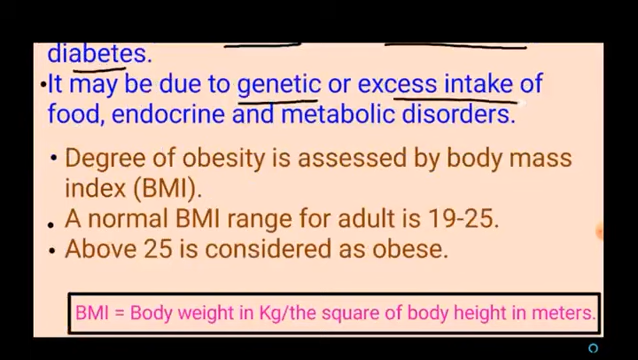 diabetes.
•It may be due to genetic or excess intake of
food, endocrine and metabolic disorders.
• Degree of obesity is assessed by body mass
index (BMI).
• A normal BMI range for adult is 19-25.
• Above 25 is considered as obese.
BMI = Body weight in Kg/the square of body height in meters.